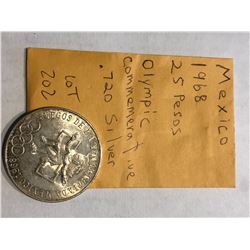 Mexico
1968
25 Pesos
Olympic
Commemorative
.720 Silver
LOT
202